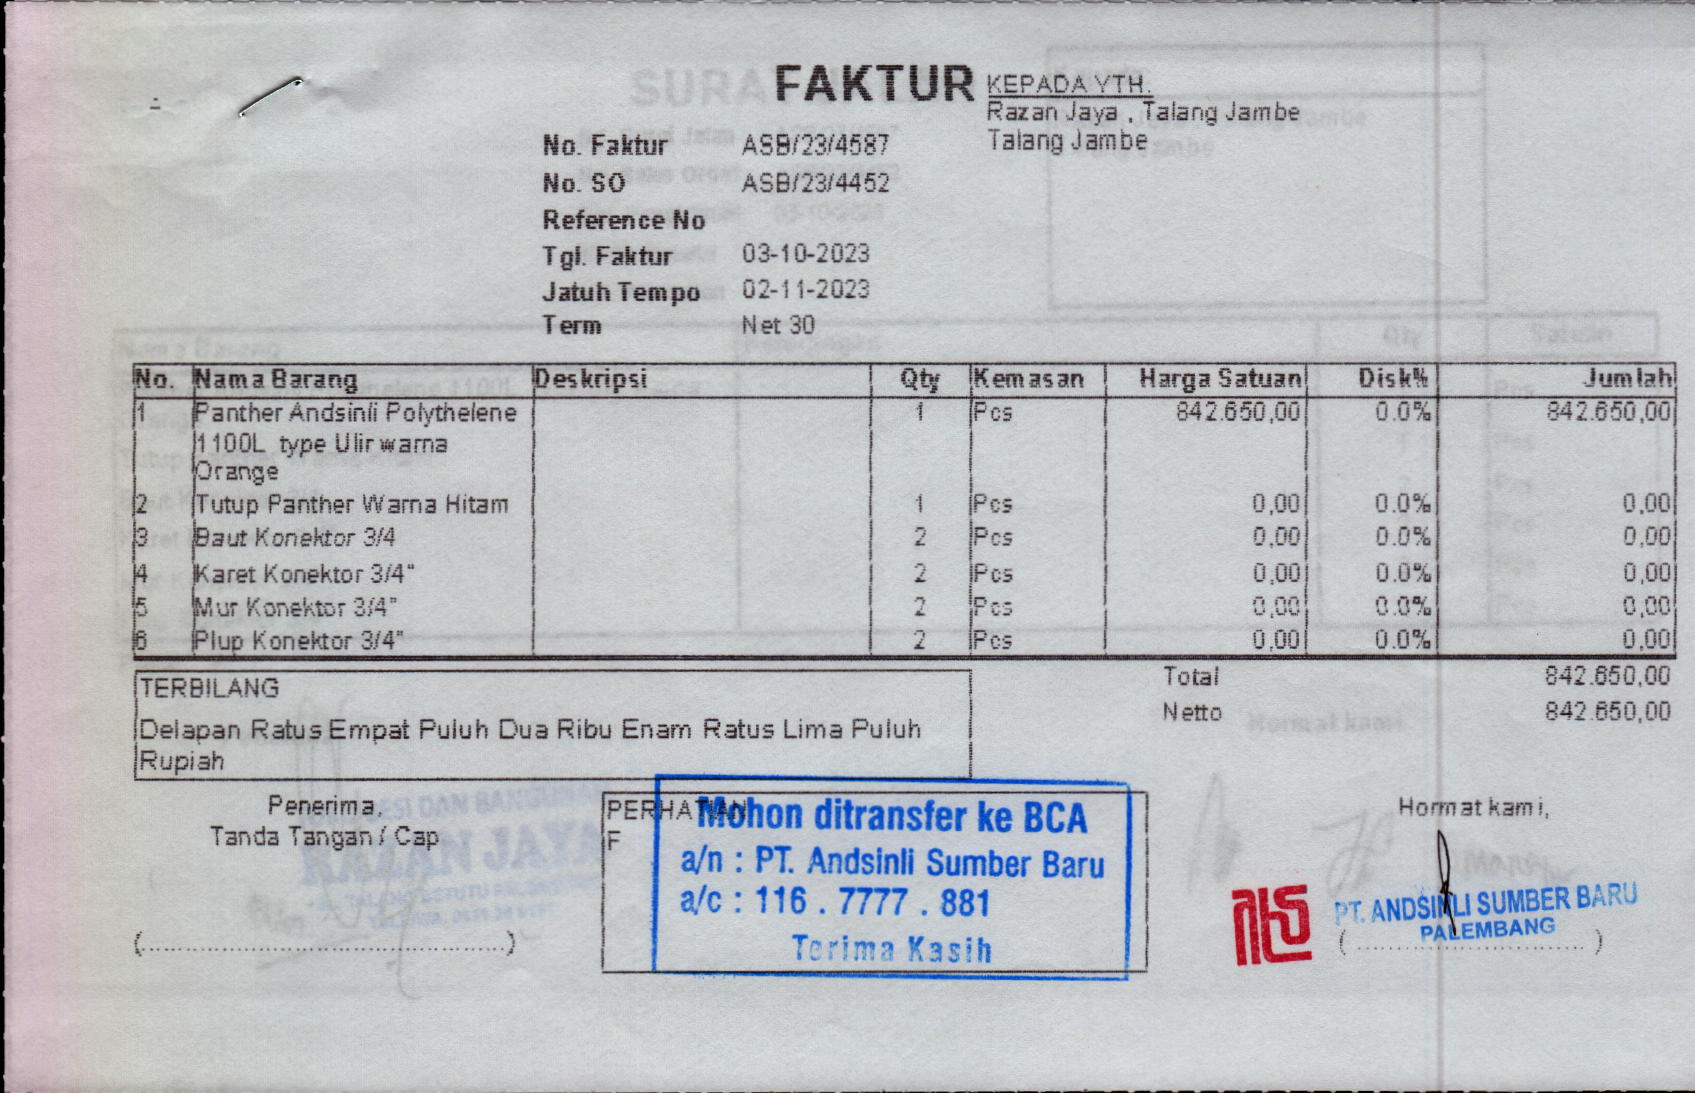 FAKTUR
KEPADA YTH.
Razan Jaya , Talang Jambe
Talang Jambe
No. Faktur ASB/23/4587
No. SO ASB/23/4452
Reference No
Tgl. Faktur 03-10-2023
Jatuh Tempo 02-11-2023
Term Net 30
No. Nama Barang Deskripsi Qty Kemasan Harga Satuan Disk% Jumlah
1 Panther Andsinli Polythelene 1 Pcs 842.650,00 0.0% 842.650,00
1100L type Ulir warna
Orange
2 Tutup Panther Warna Hitam 1 Pcs 0,00 0.0% 0,00
3 Baut Konektor 3/4 2 Pcs 0,00 0.0% 0,00
4 Karet Konektor 3/4" 2 Pcs 0,00 0.0% 0,00
5 Mur Konektor 3/4" 2 Pcs 0,00 0.0% 0,00
6 Plup Konektor 3/4" 2 Pcs 0,00 0.0% 0,00
Total 842.650,00
Netto 842.650,00
TERBILANG
Delapan Ratus Empat Puluh Dua Ribu Enam Ratus Lima Puluh
Rupiah
Penerima,
Tanda Tangan / Cap
(..........................................)
PERHATIAN
F
Mohon ditransfer ke BCA
a/n : PT. Andsinli Sumber Baru
a/c : 116 . 7777 . 881
Terima Kasih
Hormat kami,
PT. ANDSINLI SUMBER BARU
PALEMBANG
(..........................)